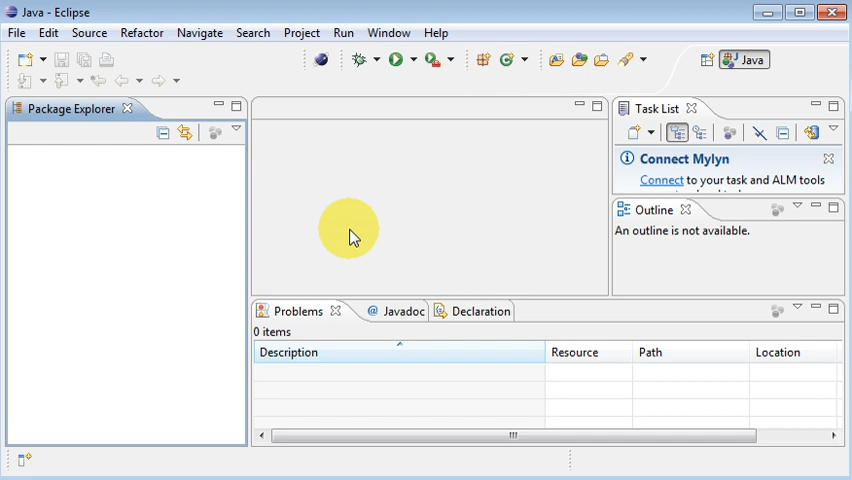 Java - Eclipse
File Edit Source Refactor Navigate Search Project Run Window Help
Java
Package Explorer
Task List
Connect Mylyn
Connect to your task and ALM tools
Outline
An outline is not available.
Problems @ Javadoc Declaration
0 items
Description Resource Path Location